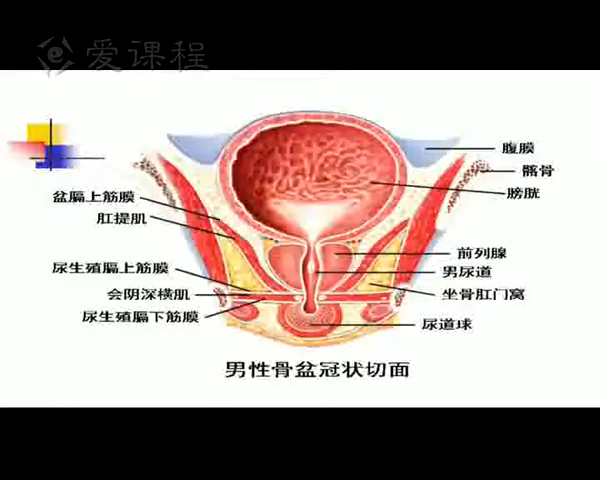 爱课程
腹膜
髂骨
膀胱
盆膈上筋膜
肛提肌
前列腺
男尿道
坐骨肛门窝
尿生殖膈上筋膜
会阴深横肌
尿生殖膈下筋膜
尿道球
男性骨盆冠状切面